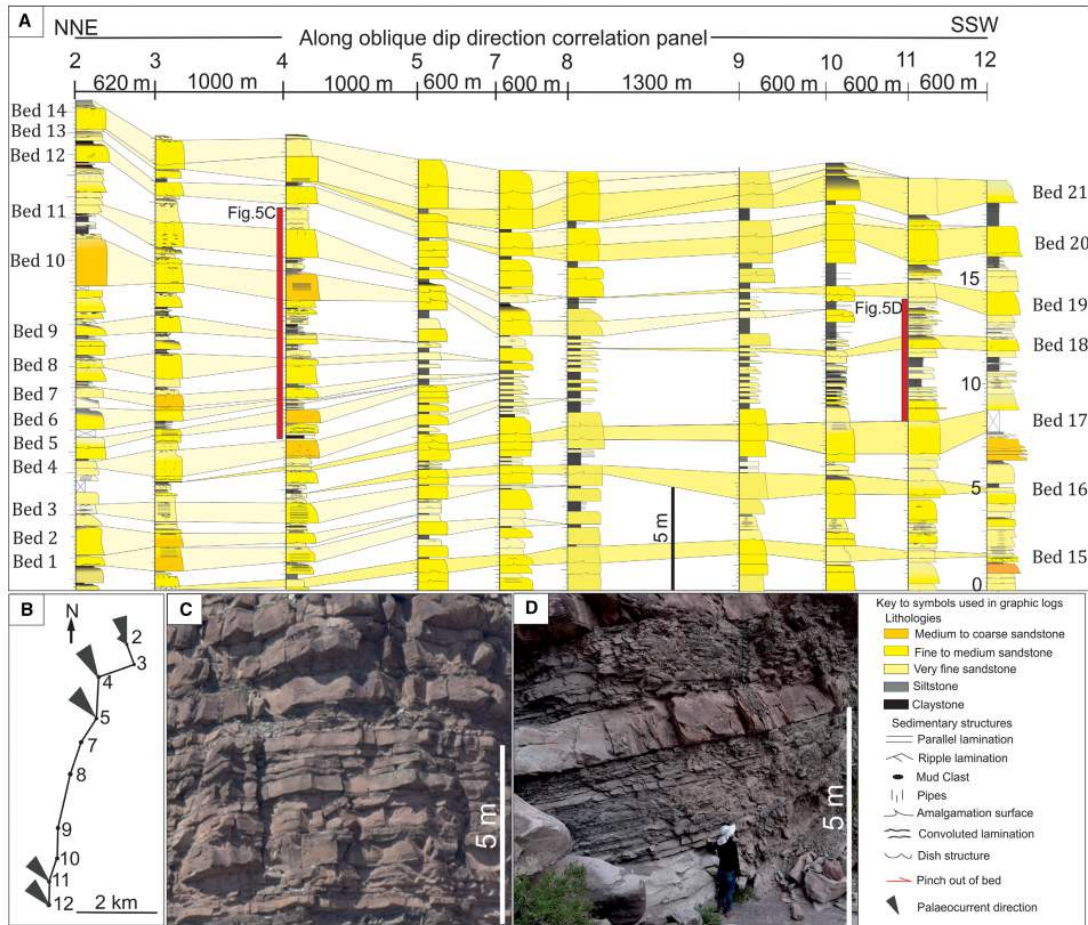 A
NNE
SSW
Along oblique dip direction correlation panel
2 3 4 5 7 8 9 10 11 12
620 m 1000 m 1000 m 600 m 600 m 1300 m 600 m 600 m 600 m
Bed 14
Bed 13
Bed 12
Bed 11
Bed 10
Bed 9
Bed 8
Bed 7
Bed 6
Bed 5
Bed 4
Bed 3
Bed 2
Bed 1
Fig.5C
5 m
Fig.5D
15
10
5
0
Bed 21
Bed 20
Bed 19
Bed 18
Bed 17
Bed 16
Bed 15
B
N
2
3
4
5
7
8
9
10
11
12
2 km
C
5 m
D
5 m
Key to symbols used in graphic logs
Lithologies
Medium to coarse sandstone
Fine to medium sandstone
Very fine sandstone
Siltstone
Claystone
Sedimentary structures
Parallel lamination
Ripple lamination
Mud Clast
Pipes
Amalgamation surface
Convoluted lamination
Dish structure
Pinch out of bed
Palaeocurrent direction